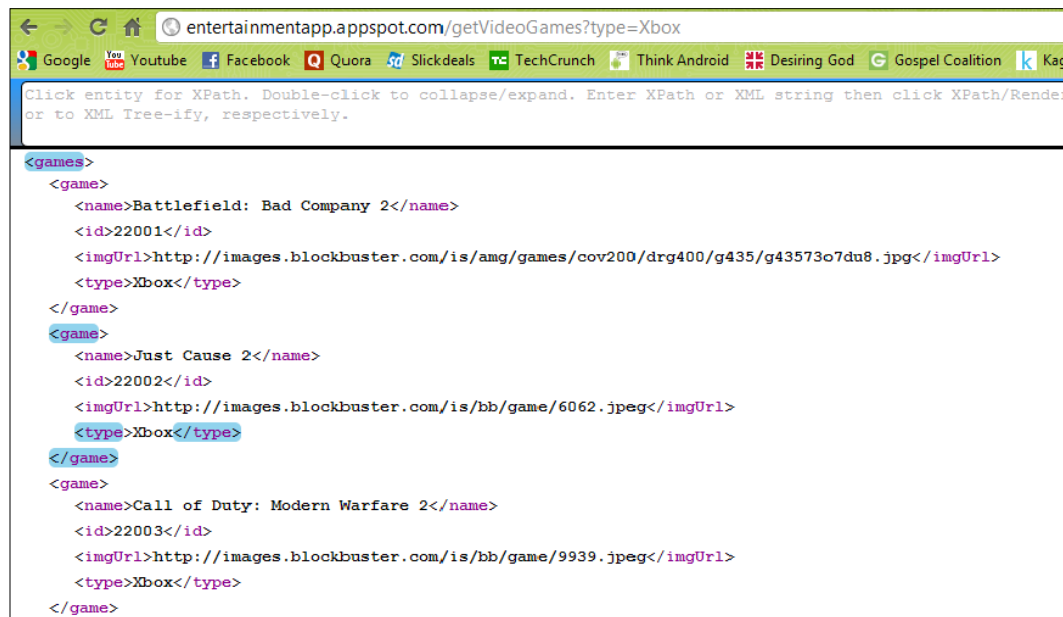 entertainmentapp.appspot.com/getVideoGames?type=Xbox
Google You Tube Youtube f Facebook Q Quora sd Slickdeals TC TechCrunch Think Android Desiring God G Gospel Coalition k Kag
Click entity for XPath. Double-click to collapse/expand. Enter XPath or XML string then click XPath/Rende
or to XML Tree-ify, respectively.
<games>
<game>
<name>Battlefield: Bad Company 2</name>
<id>22001</id>
<imgUrl>http://images.blockbuster.com/is/amg/games/cov200/drg400/g435/g43573o7du8.jpg</imgUrl>
<type>Xbox</type>
</game>
<game>
<name>Just Cause 2</name>
<id>22002</id>
<imgUrl>http://images.blockbuster.com/is/bb/game/6062.jpeg</imgUrl>
<type>Xbox</type>
</game>
<game>
<name>Call of Duty: Modern Warfare 2</name>
<id>22003</id>
<imgUrl>http://images.blockbuster.com/is/bb/game/9939.jpeg</imgUrl>
<type>Xbox</type>
</game>